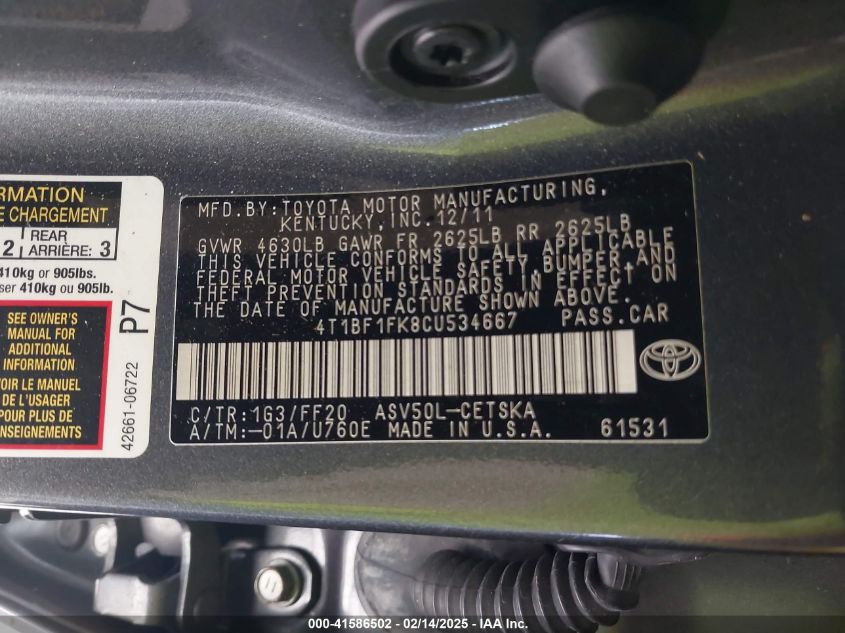 RMATION
E CHARGEMENT
2 REAR ARRIÈRE: 3
410kg or 905lbs.
ser 410kg ou 905lb.
SEE OWNER'S
MANUAL FOR
ADDITIONAL
INFORMATION
OIR LE MANUEL
DE L'
POUR PLUS DE
NSEIGNEMENTS
P7
42661-06722
MFD. BY: TOYOTA MOTOR MANUFACTURING,
KENTUCKY, INC. 12/11
GVWR 4630LB GAWR FR 2625LB RR 2625LB
THIS VEHICLE CONFORMS TO ALL APPLICABLE
FEDERAL MOTOR VEHICLE SAFETY, BUMPER, AND
THEFT PREVENTION STANDARDS IN EFFECT ON
THE DATE OF MANUFACTURE SHOWN ABOVE.
4T1BF1FK8CU534667 PASS.CAR
C/TR: 1G3/FF20 ASV50L-CETSKA
A/TM: -01A/U760E MADE IN U.S.A. 61531
000-41586502 - 02/14/2025 - IAA Inc.